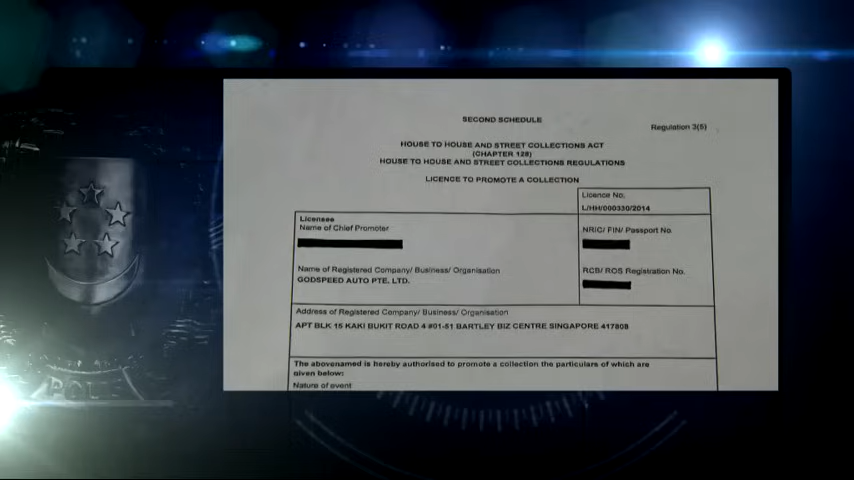 SECOND SCHEDULE
Regulation 3(5)
HOUSE TO HOUSE AND STREET COLLECTIONS ACT
(CHAPTER 128)
HOUSE TO HOUSE AND STREET COLLECTIONS REGULATIONS
LICENCE TO PROMOTE A COLLECTION
Licence No.
L/HH/000330/2014
Licensee
Name of Chief Promoter
NRIC/ FIN/ Passport No.
Name of Registered Company/ Business/ Organisation
GODSPEED AUTO PTE. LTD.
RCB/ ROS Registration No.
Address of Registered Company/ Business/ Organisation
APT BLK 15 KAKI BUKIT ROAD 4 #01-51 BARTLEY BIZ CENTRE SINGAPORE 417808
The abovenamed is hereby authorised to promote a collection the particulars of which are
given below:
Nature of event